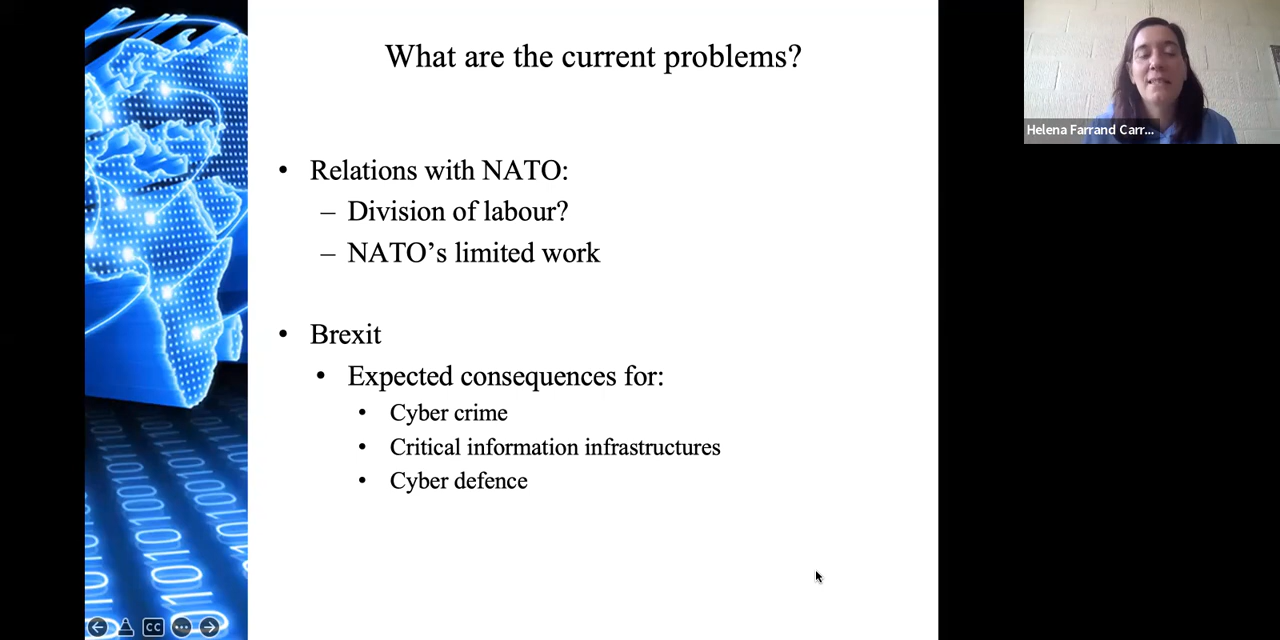 What are the current problems?
Helena Farrand Carr...
• Relations with NATO:
– Division of labour?
– NATO’s limited work
• Brexit
• Expected consequences for:
• Cyber crime
• Critical information infrastructures
• Cyber defence
CC